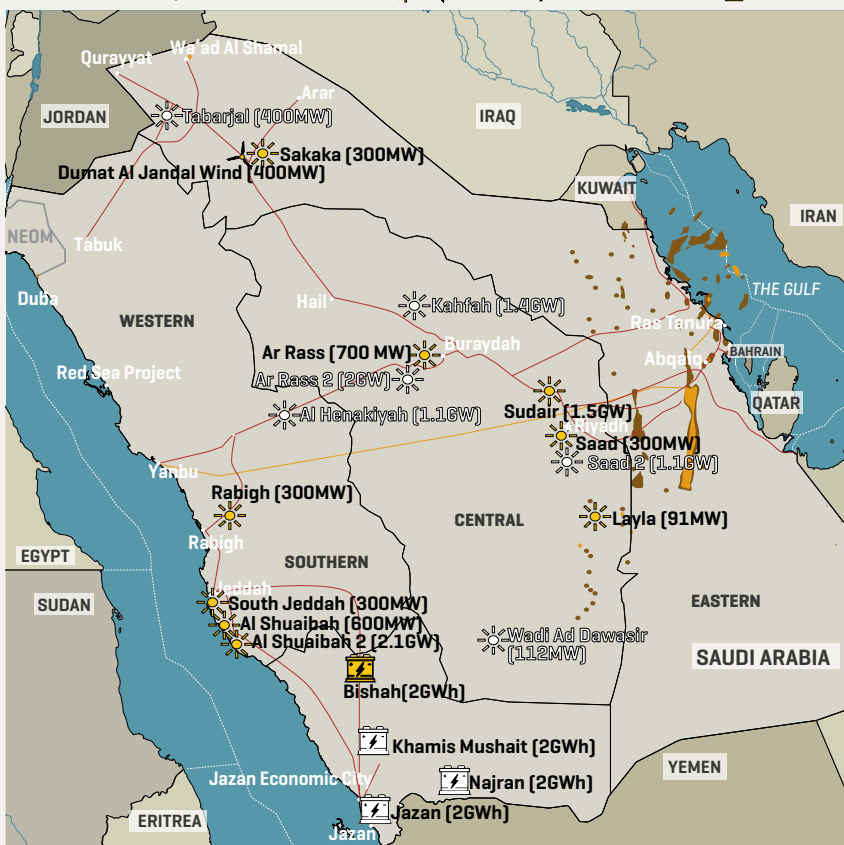 Wa'ad Al Shamal
Qurayyat
Arar
JORDAN
Tabarjal (400MW)
IRAQ
Sakaka (300MW)
Dumat Al Jandal Wind (400MW)
KUWAIT
IRAN
NEOM
Tabuk
Duba
THE GULF
Hail
Kahfah (1.4GW)
WESTERN
Ras Tanura
Ar Rass (700 MW)
Buraydah
BAHRAIN
Abqaiq
Red Sea Project
Ar Rass 2 (2GW)
QATAR
Al Henakiyah (1.1GW)
Sudair (1.5GW)
Riyadh
Saad (300MW)
Saad 2 (1.1GW)
Yanbu
Rabigh (300MW)
CENTRAL
Layla (91MW)
Rabigh
EGYPT
SOUTHERN
Jeddah
EASTERN
SUDAN
South Jeddah (300MW)
Al Shuaibah (600MW)
Al Shuaibah 2 (2.1GW)
Wadi Ad Dawasir
(112MW)
SAUDI ARABIA
Bishah(2GWh)
Khamis Mushait (2GWh)
YEMEN
Jazan Economic City
Najran (2GWh)
Jazan (2GWh)
ERITREA
Jazan